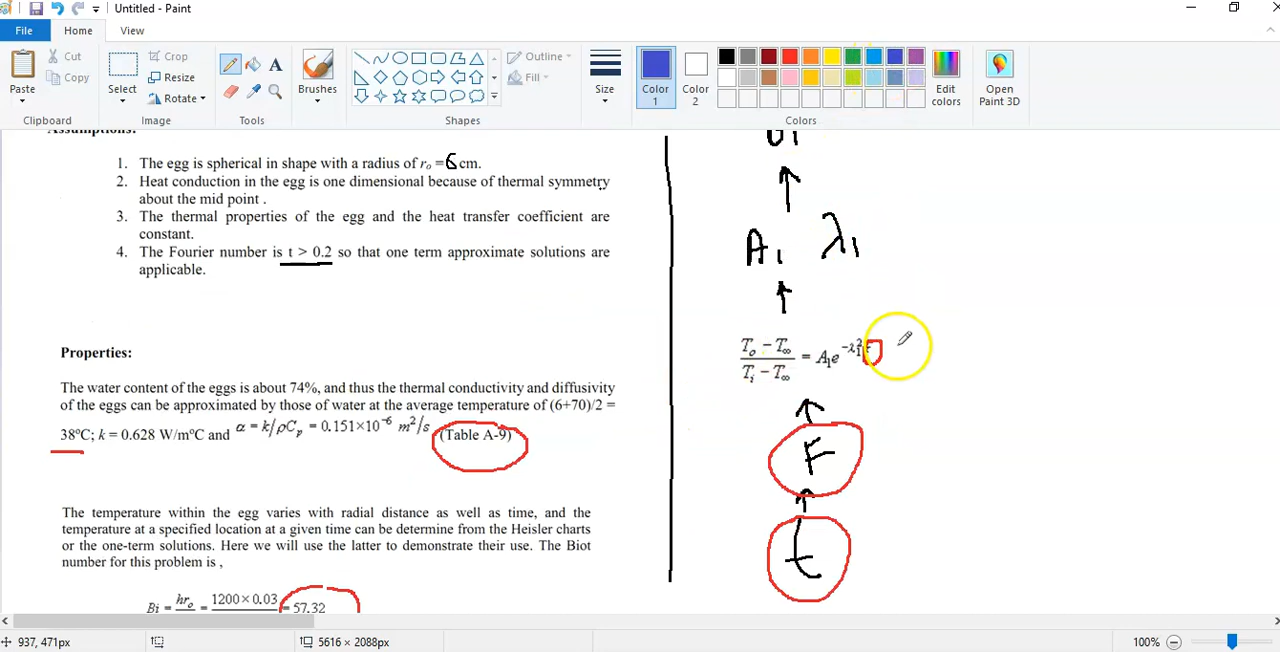 Untitled - Paint
File
Home
View
Paste
Cut
Copy
Clipboard
Select
Crop
Resize
Rotate
Image
A
Tools
Brushes
Shapes
Outline
Fill
Size
Color 1
Color 2
Edit colors
Colors
Open Paint 3D
Assumptions:
1. The egg is spherical in shape with a radius of rₒ = 6 cm.
2. Heat conduction in the egg is one dimensional because of thermal symmetry
about the mid point .
3. The thermal properties of the egg and the heat transfer coefficient are
constant.
4. The Fourier number is t > 0.2 so that one term approximate solutions are
applicable.
Properties:
The water content of the eggs is about 74%, and thus the thermal conductivity and diffusivity
of the eggs can be approximated by those of water at the average temperature of (6+70)/2 =
38ºC; k = 0.628 W/mºC and α = k/ρCₚ = 0.151×10⁻⁶ m²/s (Table A-9)
The temperature within the egg varies with radial distance as well as time, and the
temperature at a specified location at a given time can be determine from the Heisler charts
or the one-term solutions. Here we will use the latter to demonstrate their use. The Biot
number for this problem is ,
Bi = hrₒ = 1200 × 0.03 = 57.32
A₁ λ₁
Tₒ − T∞
Tᵢ − T∞
= A₁e^−λ₁²τ
F
t
937, 471px
5616 × 2088px
100%